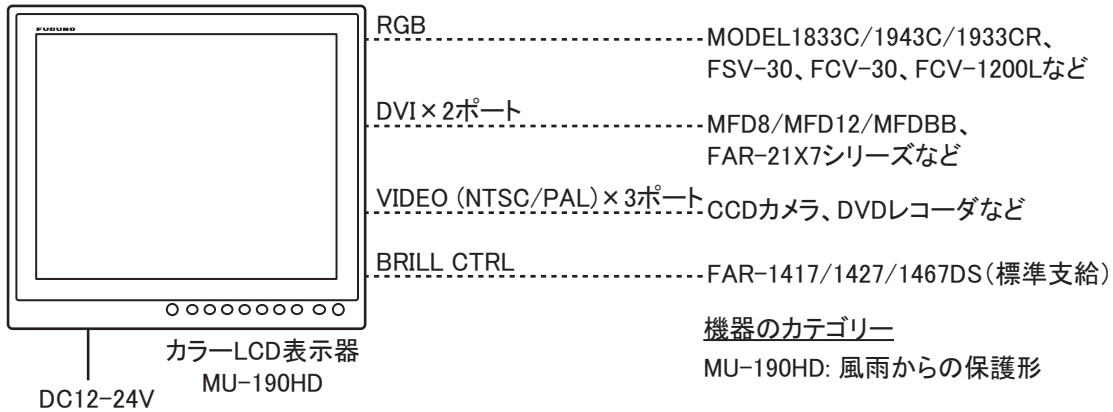 FURUNO
RGB
MODEL1833C/1943C/1933CR、
FSV-30、FCV-30、FCV-1200Lなど
DVI×2ポート
MFD8/MFD12/MFDBB、
FAR-21X7シリーズなど
VIDEO (NTSC/PAL)×3ポート
CCDカメラ、DVDレコーダなど
BRILL CTRL
FAR-1417/1427/1467DS(標準支給)
カラーLCD表示器
MU-190HD
DC12-24V
機器のカテゴリー
MU-190HD: 風雨からの保護形